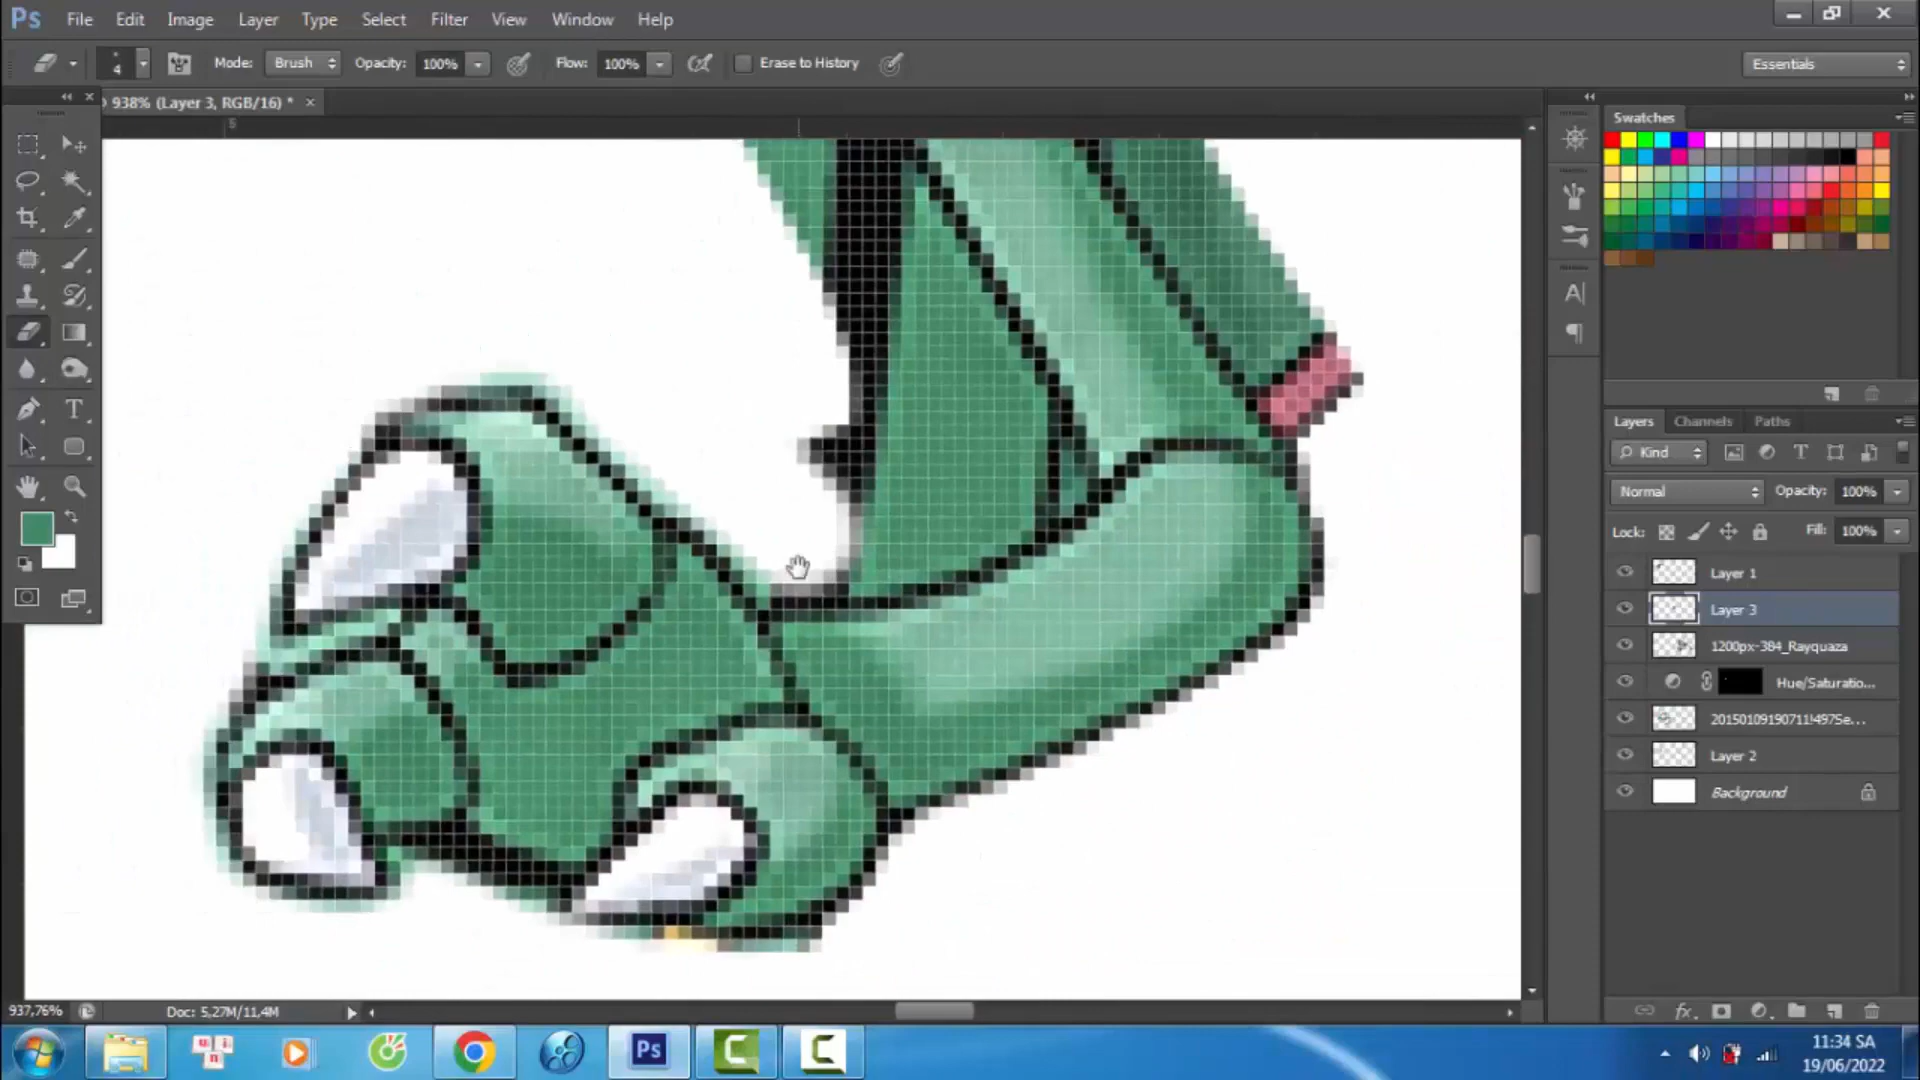 Ps File Edit Image Layer Type Select Filter View Window Help
4 Mode: Brush Opacity: 100% Flow: 100% Erase to History Essentials
938% (Layer 3, RGB/16) *
5
Swatches
Layers Channels Paths
Kind
Normal Opacity: 100%
Lock: Fill: 100%
Layer 1
Layer 3
1200px-384_Rayquaza
Hue/Saturatio...
20150109190711!4975e...
Layer 2
Background
937,76% Doc: 5,27M/11,4M
Ps
11:34 SA
19/06/2022